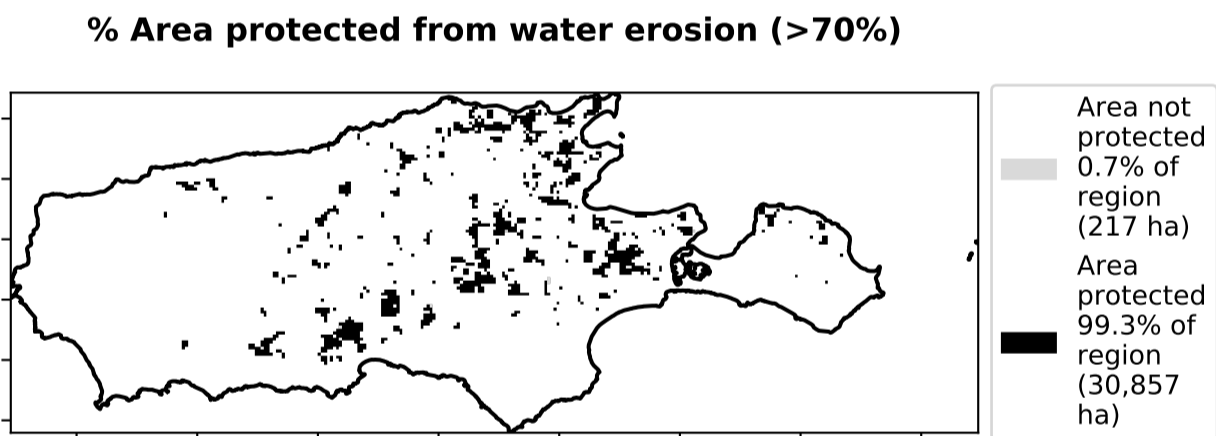 % Area protected from water erosion (>70%)
Area not
protected
0.7% of
region
(217 ha)
Area
protected
99.3% of
region
(30,857
ha)